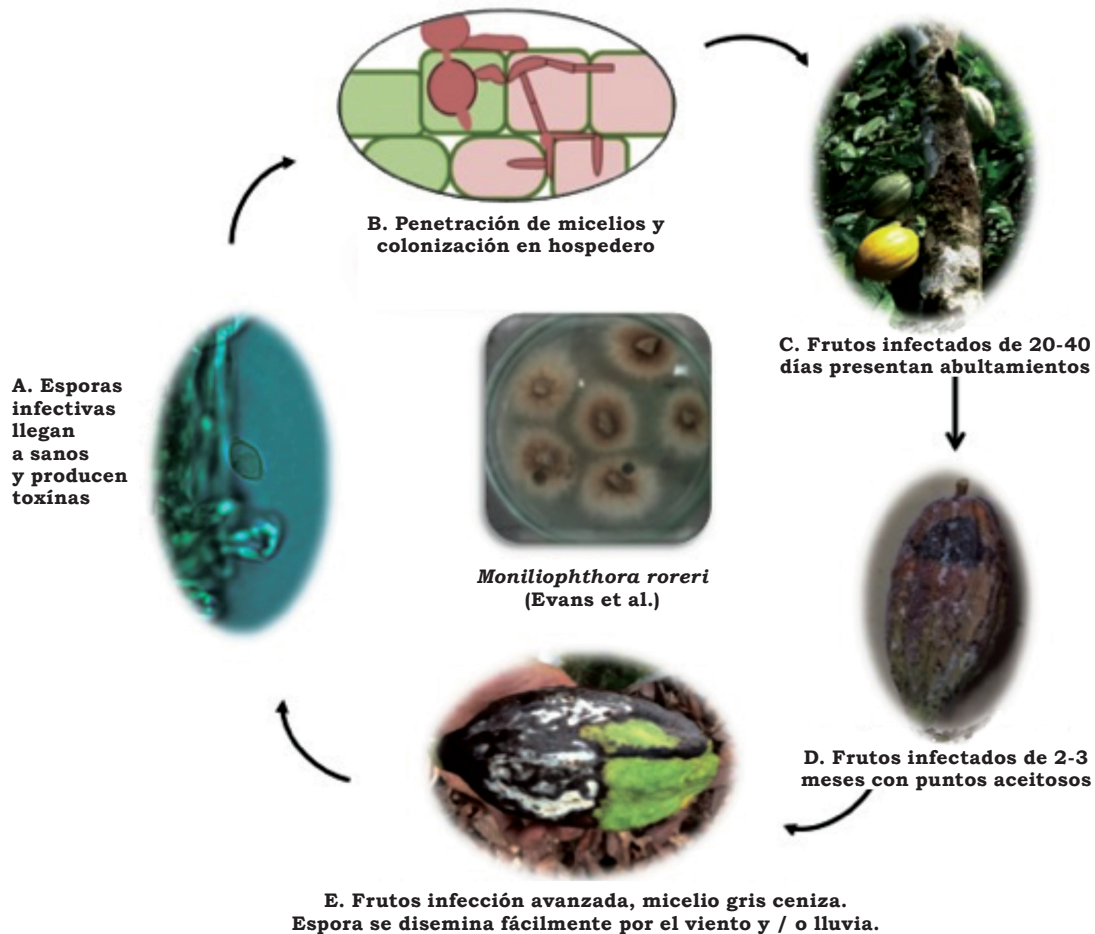 A. Esporas
infectivas
llegan
a sanos
y producen
toxínas
B. Penetración de micelios y
colonización en hospedero
C. Frutos infectados de 20-40
días presentan abultamientos
D. Frutos infectados de 2-3
meses con puntos aceitosos
E. Frutos infección avanzada, micelio gris ceniza.
Espora se disemina fácilmente por el viento y / o lluvia.
Moniliophthora roreri
(Evans et al.)